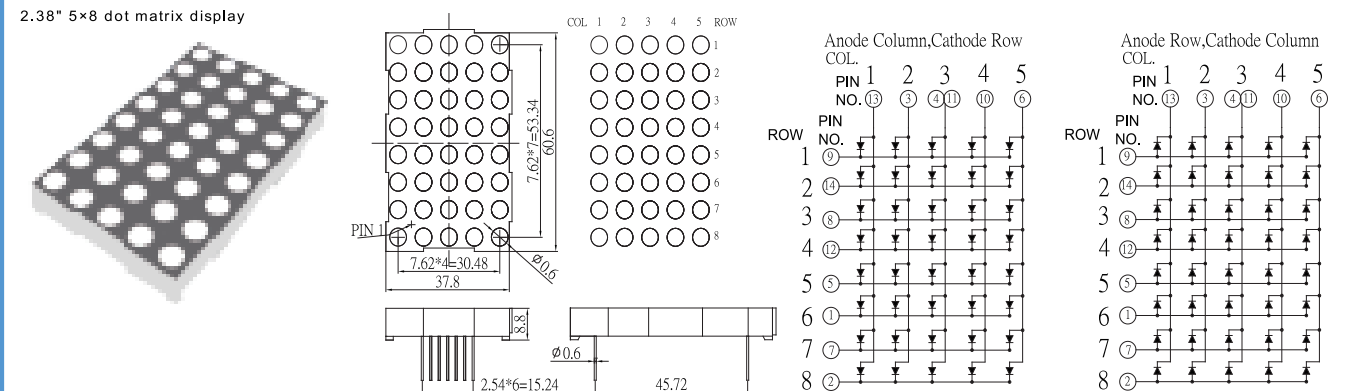 2.38" 5×8 dot matrix display
COL 1 2 3 4 5 ROW
1
2
3
4
5
6
7
8
7.62*7=53.34
60.6
PIN 1
7.62*4=30.48
37.8
Ø0.6
8.8
2.54*6=15.24
Ø0.6
45.72
Anode Column,Cathode Row
COL.
PIN 1 2 3 4 5
NO. 13 3 4 11 10 6
PIN
ROW NO.
1 9
2 14
3 8
4 12
5 5
6 1
7 7
8 2
Anode Row,Cathode Column
COL.
PIN 1 2 3 4 5
NO. 13 3 4 11 10 6
PIN
ROW NO.
1 9
2 14
3 8
4 12
5 5
6 1
7 7
8 2